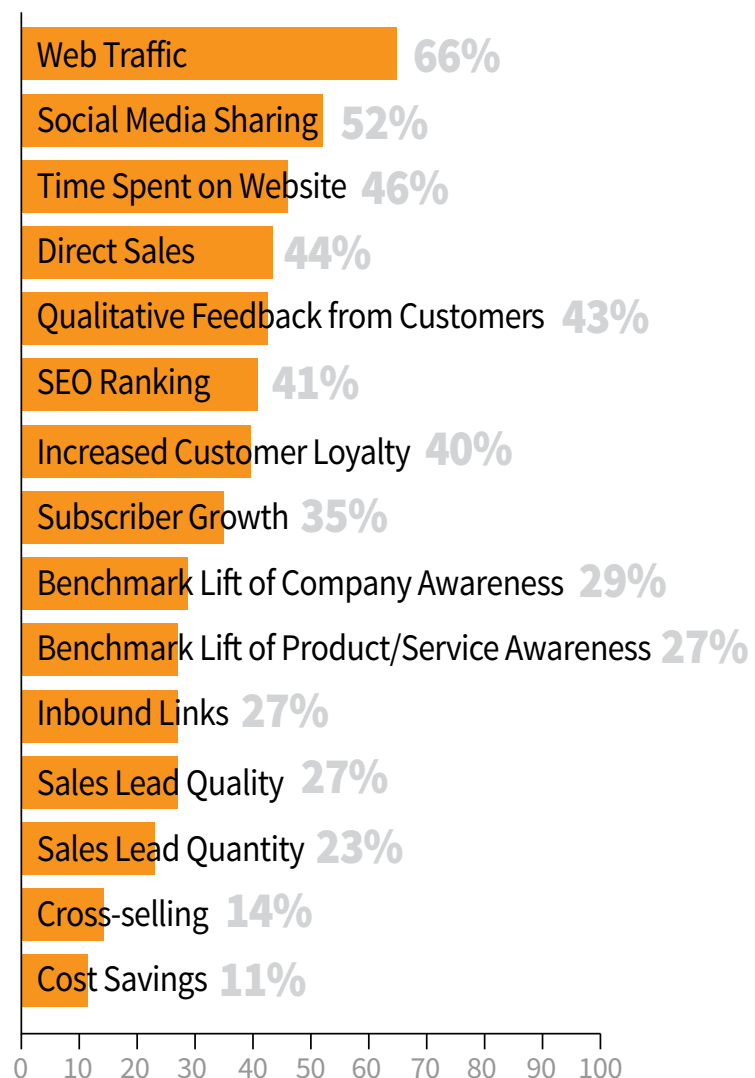 Web Traffic 66%
Social Media Sharing 52%
Time Spent on Website 46%
Direct Sales 44%
Qualitative Feedback from Customers 43%
SEO Ranking 41%
Increased Customer Loyalty 40%
Subscriber Growth 35%
Benchmark Lift of Company Awareness 29%
Benchmark Lift of Product/Service Awareness 27%
Inbound Links 27%
Sales Lead Quality 27%
Sales Lead Quantity 23%
Cross-selling 14%
Cost Savings 11%
0 10 20 30 40 50 60 70 80 90 100